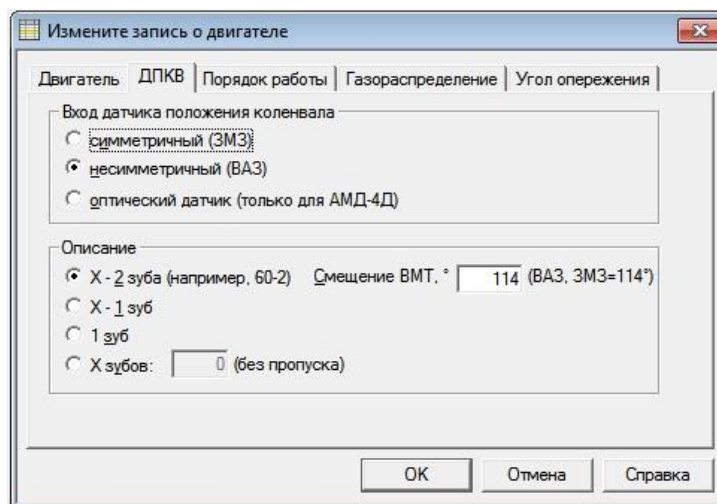 Измените запись о двигателе
Двигатель ДПКВ Порядок работы Газораспределение Угол опережения
Вход датчика положения коленвала
симметричный (ЗМЗ)
несимметричный (ВАЗ)
оптический датчик (только для АМД-4Д)
Описание
X - 2 зуба (например, 60-2) Смещение ВМТ, ° 114 (ВАЗ, ЗМЗ=114°)
X - 1 зуб
1 зуб
X зубов: 0 (без пропуска)
OK Отмена Справка